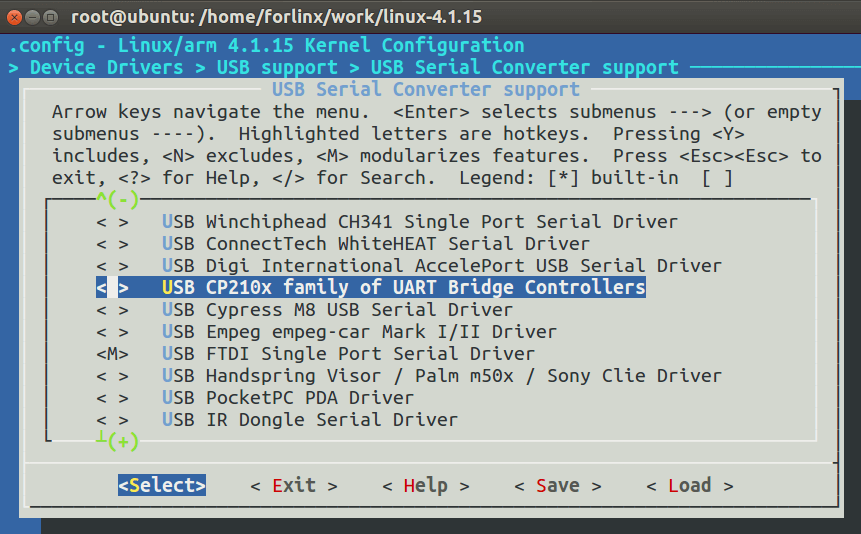 root@ubuntu: /home/forlinx/work/linux-4.1.15
.config - Linux/arm 4.1.15 Kernel Configuration
> Device Drivers > USB support > USB Serial Converter support
USB Serial Converter support
Arrow keys navigate the menu.  <Enter> selects submenus ---> (or empty
submenus ----).  Highlighted letters are hotkeys.  Pressing <Y>
includes, <N> excludes, <M> modularizes features.  Press <Esc><Esc> to
exit, <?> for Help, </> for Search.  Legend: [*] built-in  [ ]
^(-)
< >   USB Winchiphead CH341 Single Port Serial Driver
< >   USB ConnectTech WhiteHEAT Serial Driver
< >   USB Digi International AccelePort USB Serial Driver
< >   USB CP210x family of UART Bridge Controllers
< >   USB Cypress M8 USB Serial Driver
< >   USB Empeg empeg-car Mark I/II Driver
<M>   USB FTDI Single Port Serial Driver
< >   USB Handspring Visor / Palm m50x / Sony Clie Driver
< >   USB PocketPC PDA Driver
< >   USB IR Dongle Serial Driver
┴(+)
<Select>    < Exit >    < Help >    < Save >    < Load >